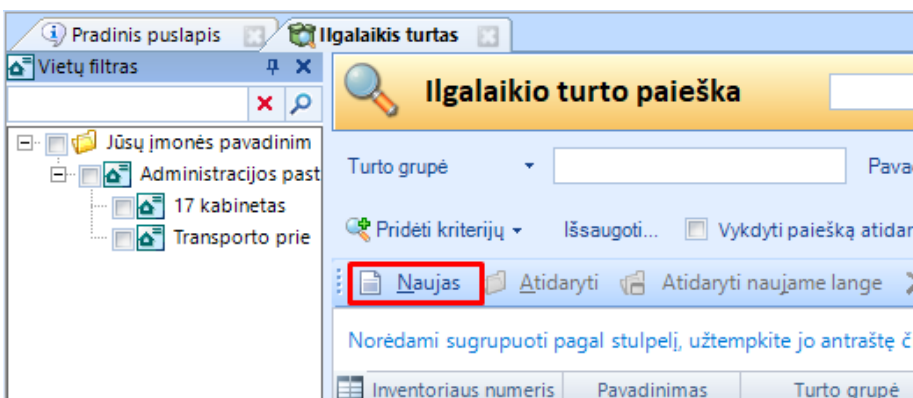 Pradinis puslapis
Ilgalaikis turtas
Vietų filtras
Jūsų įmonės pavadinim
Administracijos past
17 kabinetas
Transporto prie
Ilgalaikio turto paieška
Turto grupė
Pava
Pridėti kriterijų
Išsaugoti...
Vykdyti paiešką atidar
Naujas
Atidaryti
Atidaryti naujame lange
Norėdami sugrupuoti pagal stulpelį, užtempkite jo antraštę č
Inventoriaus numeris
Pavadinimas
Turto grupė